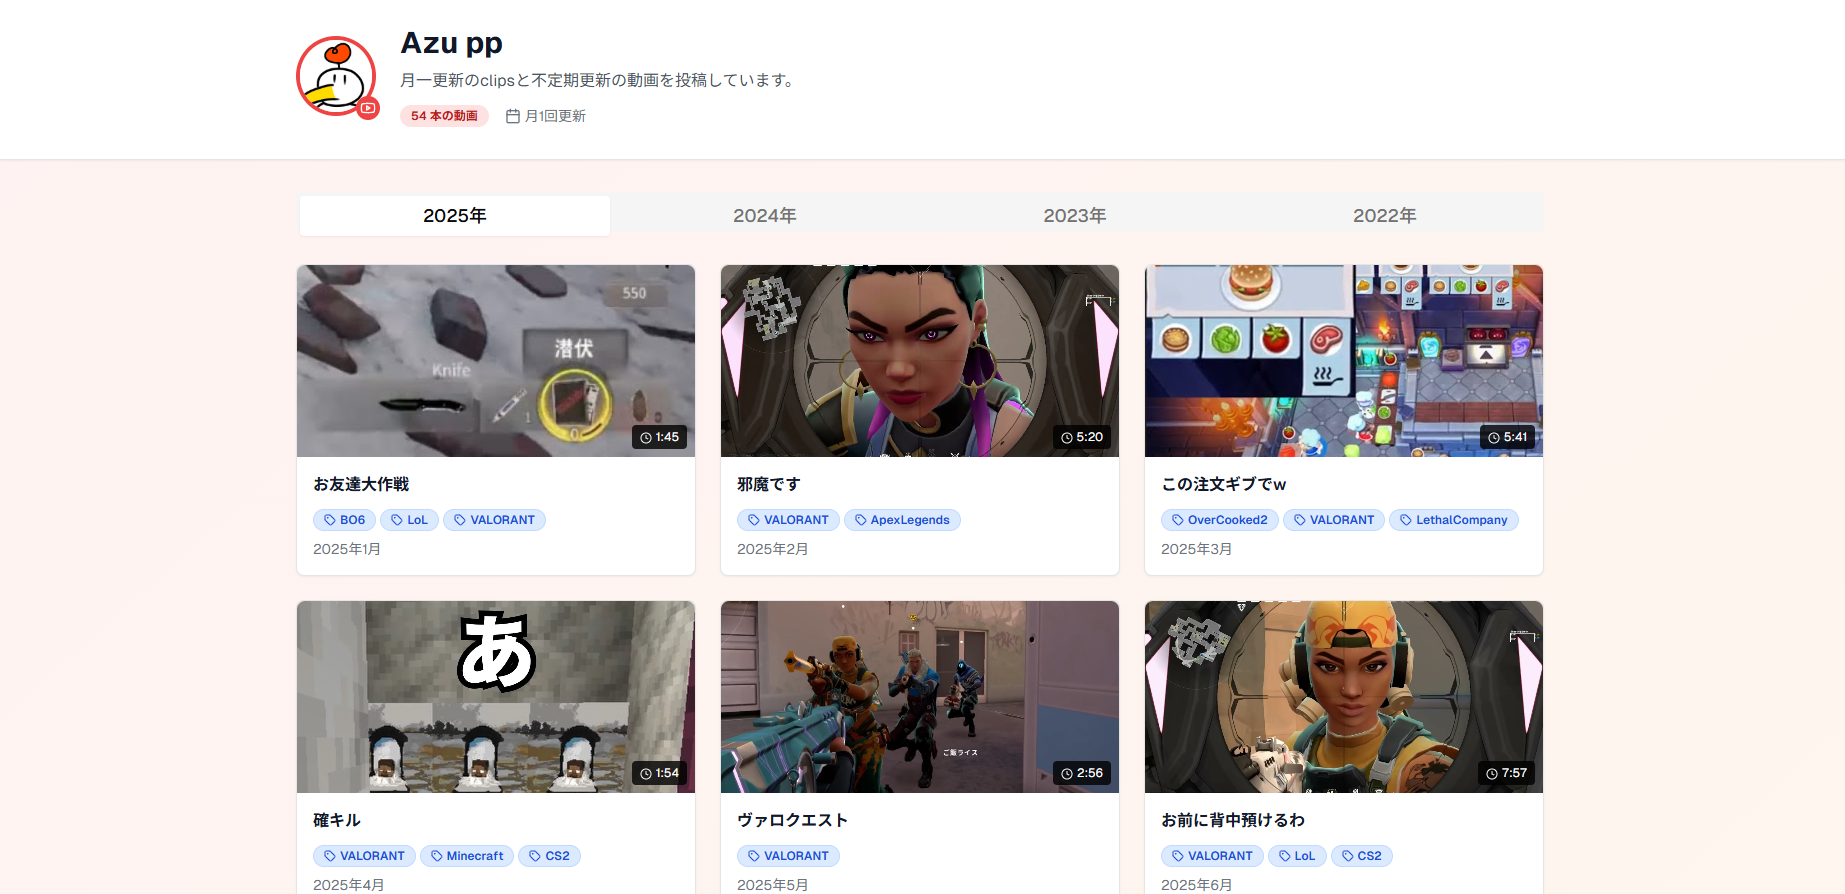 Azu pp
月一更新のclipsと不定期更新の動画を投稿しています。
54 本の動画
月1回更新
2025年
2024年
2023年
2022年
550
潜伏
Knife
1
0
0
1:45
5:20
5:41
お友達大作戦
BO6
LoL
VALORANT
2025年1月
邪魔です
VALORANT
ApexLegends
2025年2月
この注文ギブでw
OverCooked2
VALORANT
LethalCompany
2025年3月
あ
1:54
ご飯ライス
2:56
7:57
確キル
VALORANT
Minecraft
CS2
2025年4月
ヴァロクエスト
VALORANT
2025年5月
お前に背中預けるわ
VALORANT
LoL
CS2
2025年6月